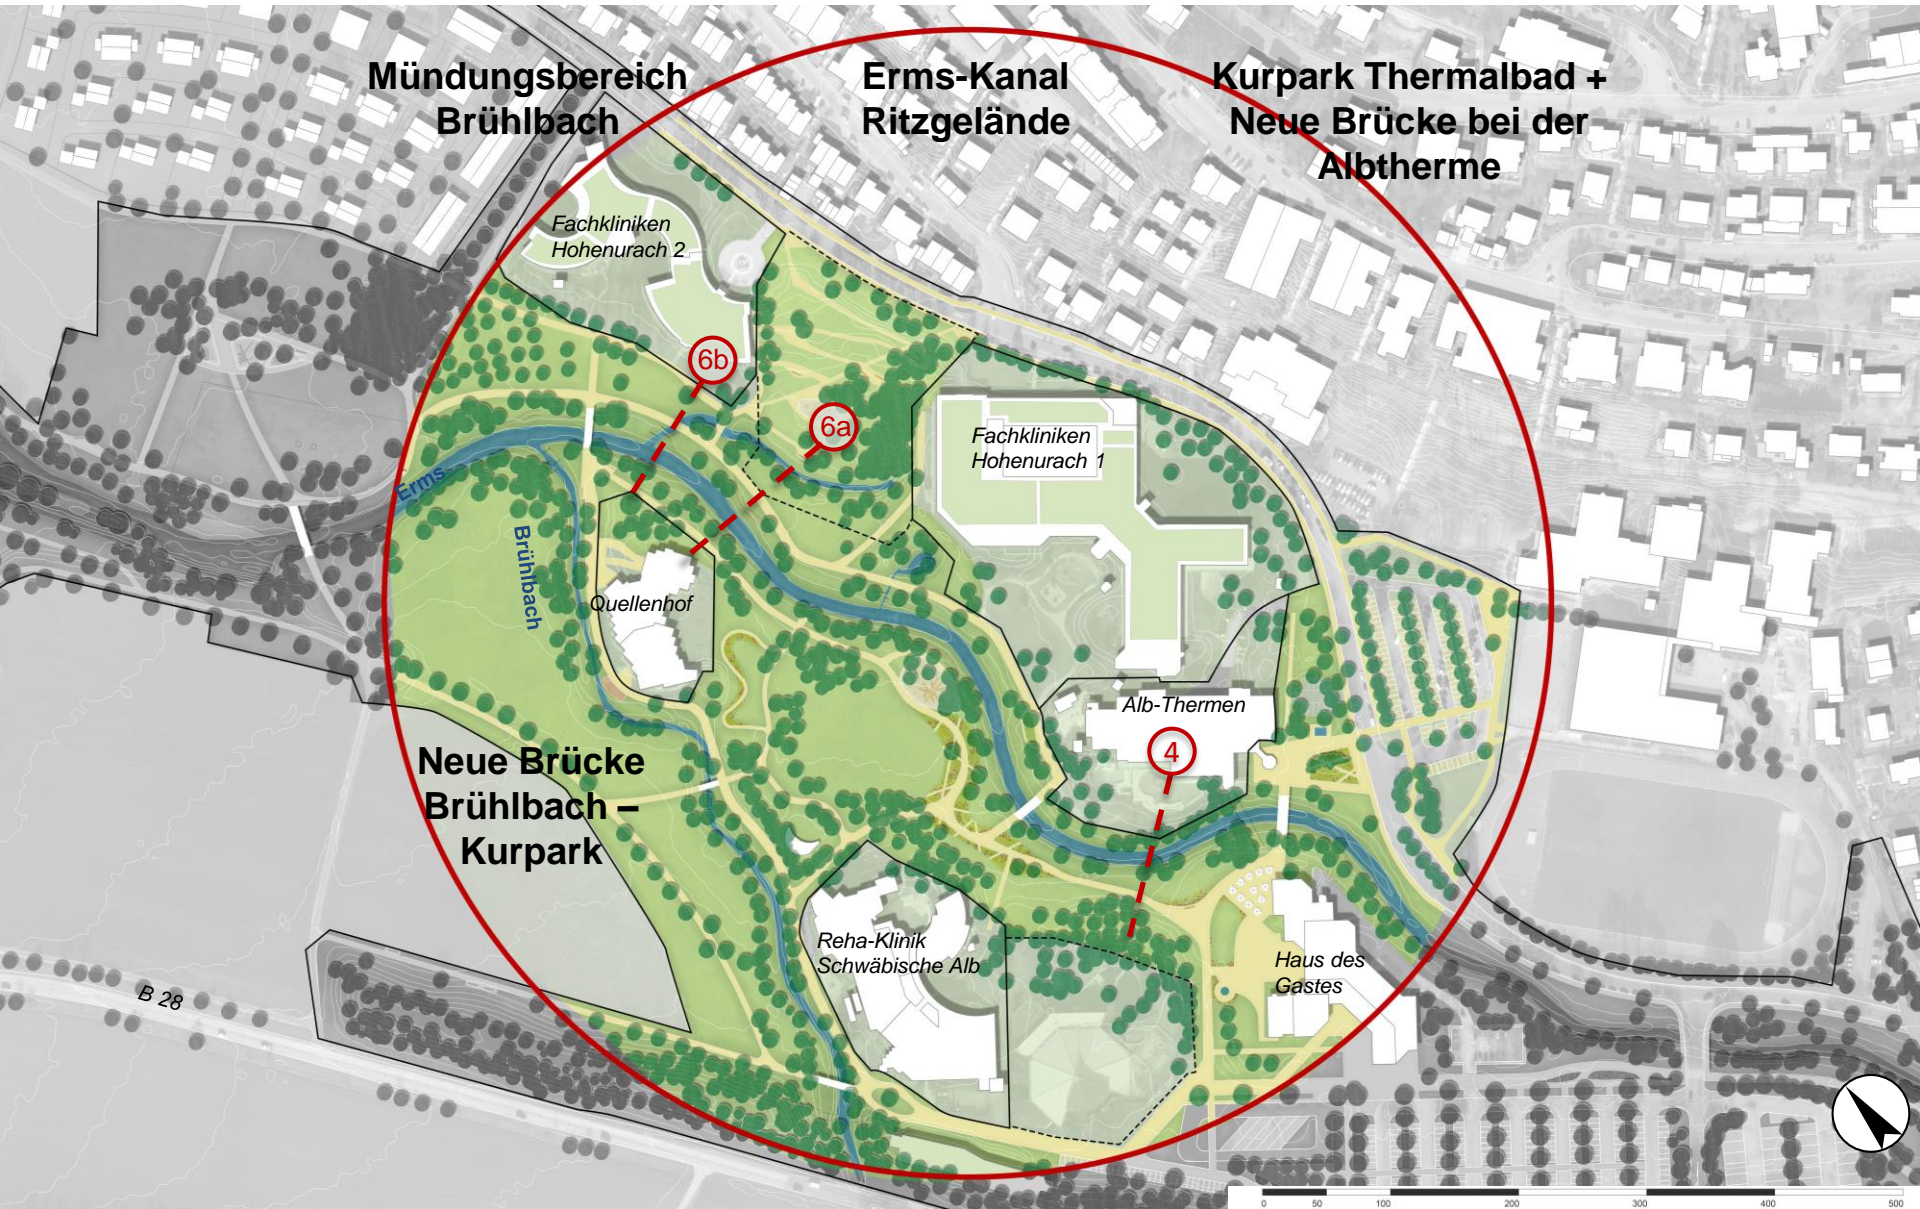 Mündungsbereich
Brühlbach
Erms-Kanal
Ritzgelände
Kurpark Thermalbad +
Neue Brücke bei der
Albtherme
Fachkliniken
Hohenurach 2
6b
6a
Fachkliniken
Hohenurach 1
Erms
Brühlbach
Quellenhof
Alb-Thermen
4
Neue Brücke
Brühlbach –
Kurpark
Reha-Klinik
Schwäbische Alb
Haus des
Gastes
B 28
0 50 100 200 300 400 500